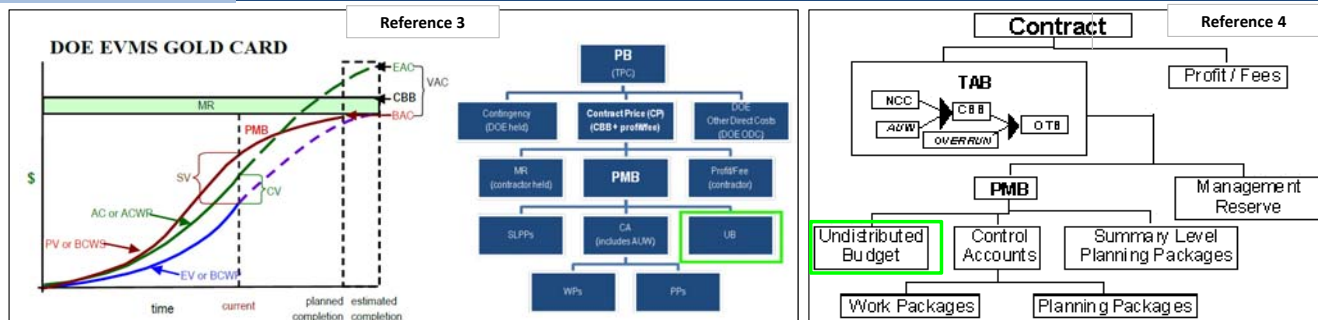 Reference 3
DOE EVMS GOLD CARD
EAC
VAC
CBB
MR
BAC
PMB
$
SV
CV
AC or ACWP
PV or BCWS
EV or BCWP
time
current
planned
completion
estimated
completion
PB
(TPC)
Contingency
(DOE held)
Contract Price (CP)
(CBB + profit/fee)
DOE
Other Direct Costs
(DOE ODC)
MR
(contractor held)
PMB
Profit/Fee
(contractor)
SLPPs
CA
(includes AUW)
UB
WPs
PPs
Reference 4
Contract
Profit / Fees
TAB
NCC
CBB
AUW
OVERRUN
OTB
PMB
Management
Reserve
Undistributed
Budget
Control
Accounts
Summary Level
Planning Packages
Work Packages
Planning Packages